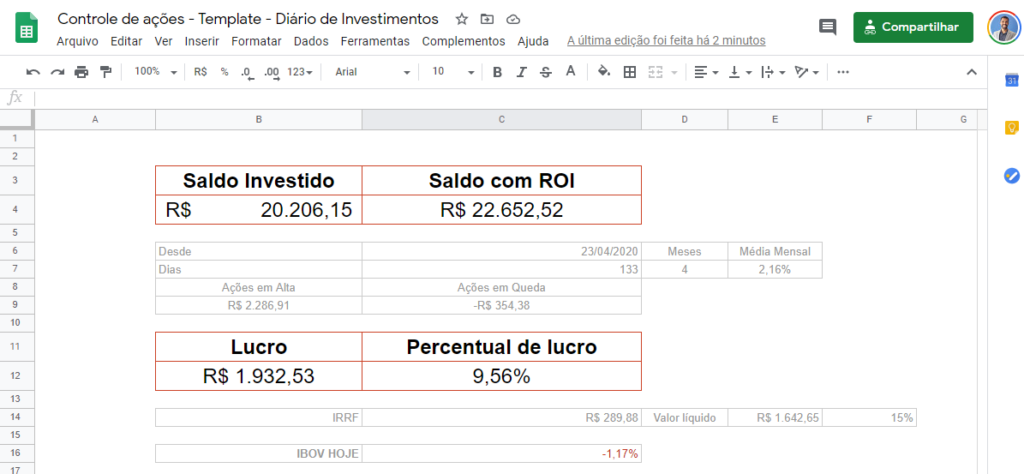 Controle de ações - Template - Diário de Investimentos
Arquivo Editar Ver Inserir Formatar Dados Ferramentas Complementos Ajuda A última edição foi feita há 2 minutos
Compartilhar
100% R$ % .0 .00 123 Arial 10 B I S A
fx
A B C D E F G
1
2
3 Saldo Investido Saldo com ROI
4 R$ 20.206,15 R$ 22.652,52
5
6 Desde 23/04/2020 Meses Média Mensal
7 Dias 133 4 2,16%
8 Ações em Alta Ações em Queda
9 R$ 2.286,91 -R$ 354,38
10
11 Lucro Percentual de lucro
12 R$ 1.932,53 9,56%
13
14 IRRF R$ 289,88 Valor líquido R$ 1.642,65 15%
15
16 IBOV HOJE -1,17%
17
31